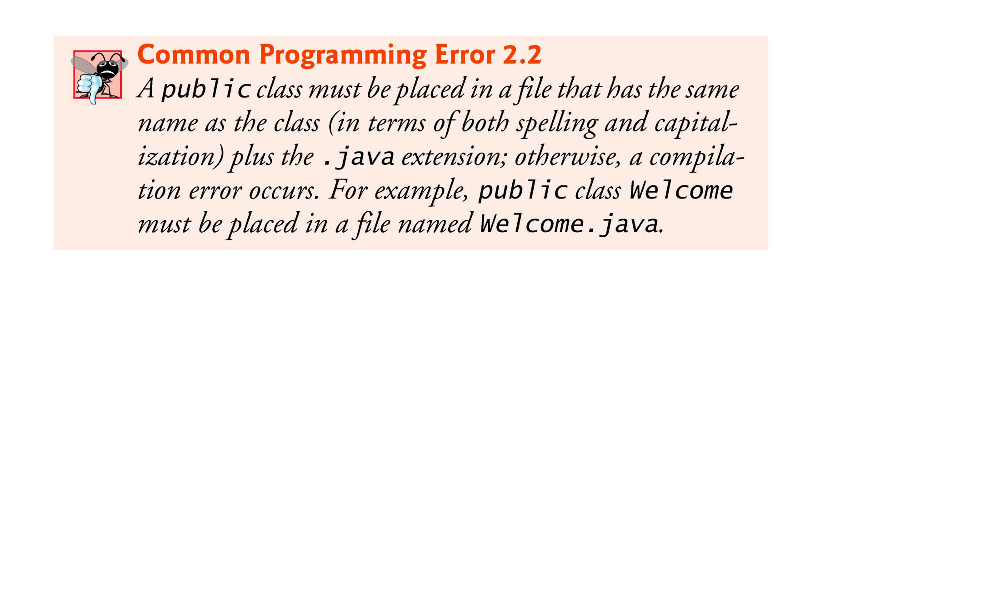 Common Programming Error 2.2
A public class must be placed in a file that has the same
name as the class (in terms of both spelling and capital-
ization) plus the .java extension; otherwise, a compila-
tion error occurs. For example, public class Welcome
must be placed in a file named Welcome.java.